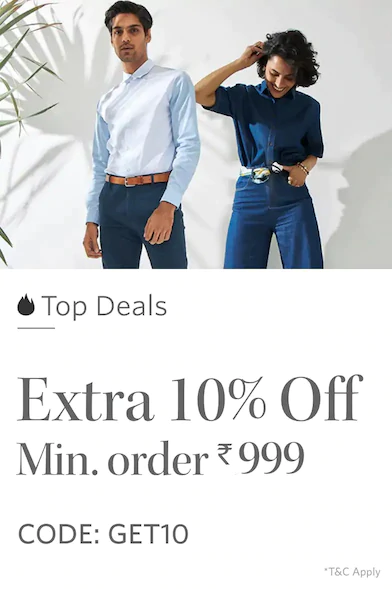 Top Deals
Extra 10% Off
Min. order ₹999
CODE: GET10
*T&C Apply